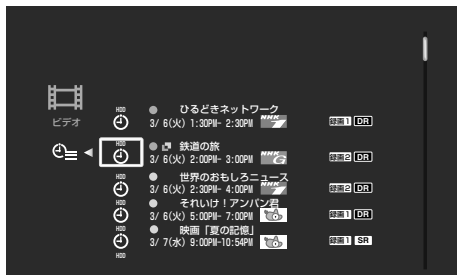 ビデオ
HDD
ひるどきネットワーク
3/ 6(火) 1:30PM- 2:30PM NHK 録画1 DR
HDD
鉄道の旅
3/ 6(火) 2:00PM- 3:00PM NHK G 録画2 DR
HDD
世界のおもしろニュース
3/ 6(火) 2:30PM- 4:00PM NHK 録画2 DR
HDD
それいけ!アンパン君
3/ 6(火) 5:00PM- 7:00PM 録画1 DR
HDD
映画「夏の記憶」
3/ 7(水) 9:00PM-10:54PM 録画1 SR
HDD